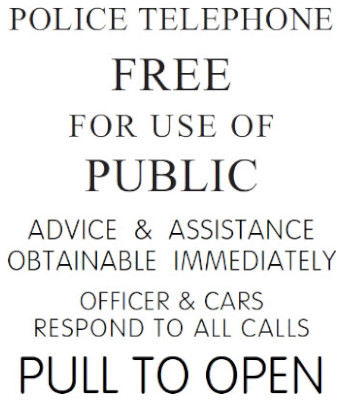 POLICE TELEPHONE
FREE
FOR USE OF
PUBLIC
ADVICE & ASSISTANCE
OBTAINABLE IMMEDIATELY
OFFICER & CARS
RESPOND TO ALL CALLS
PULL TO OPEN